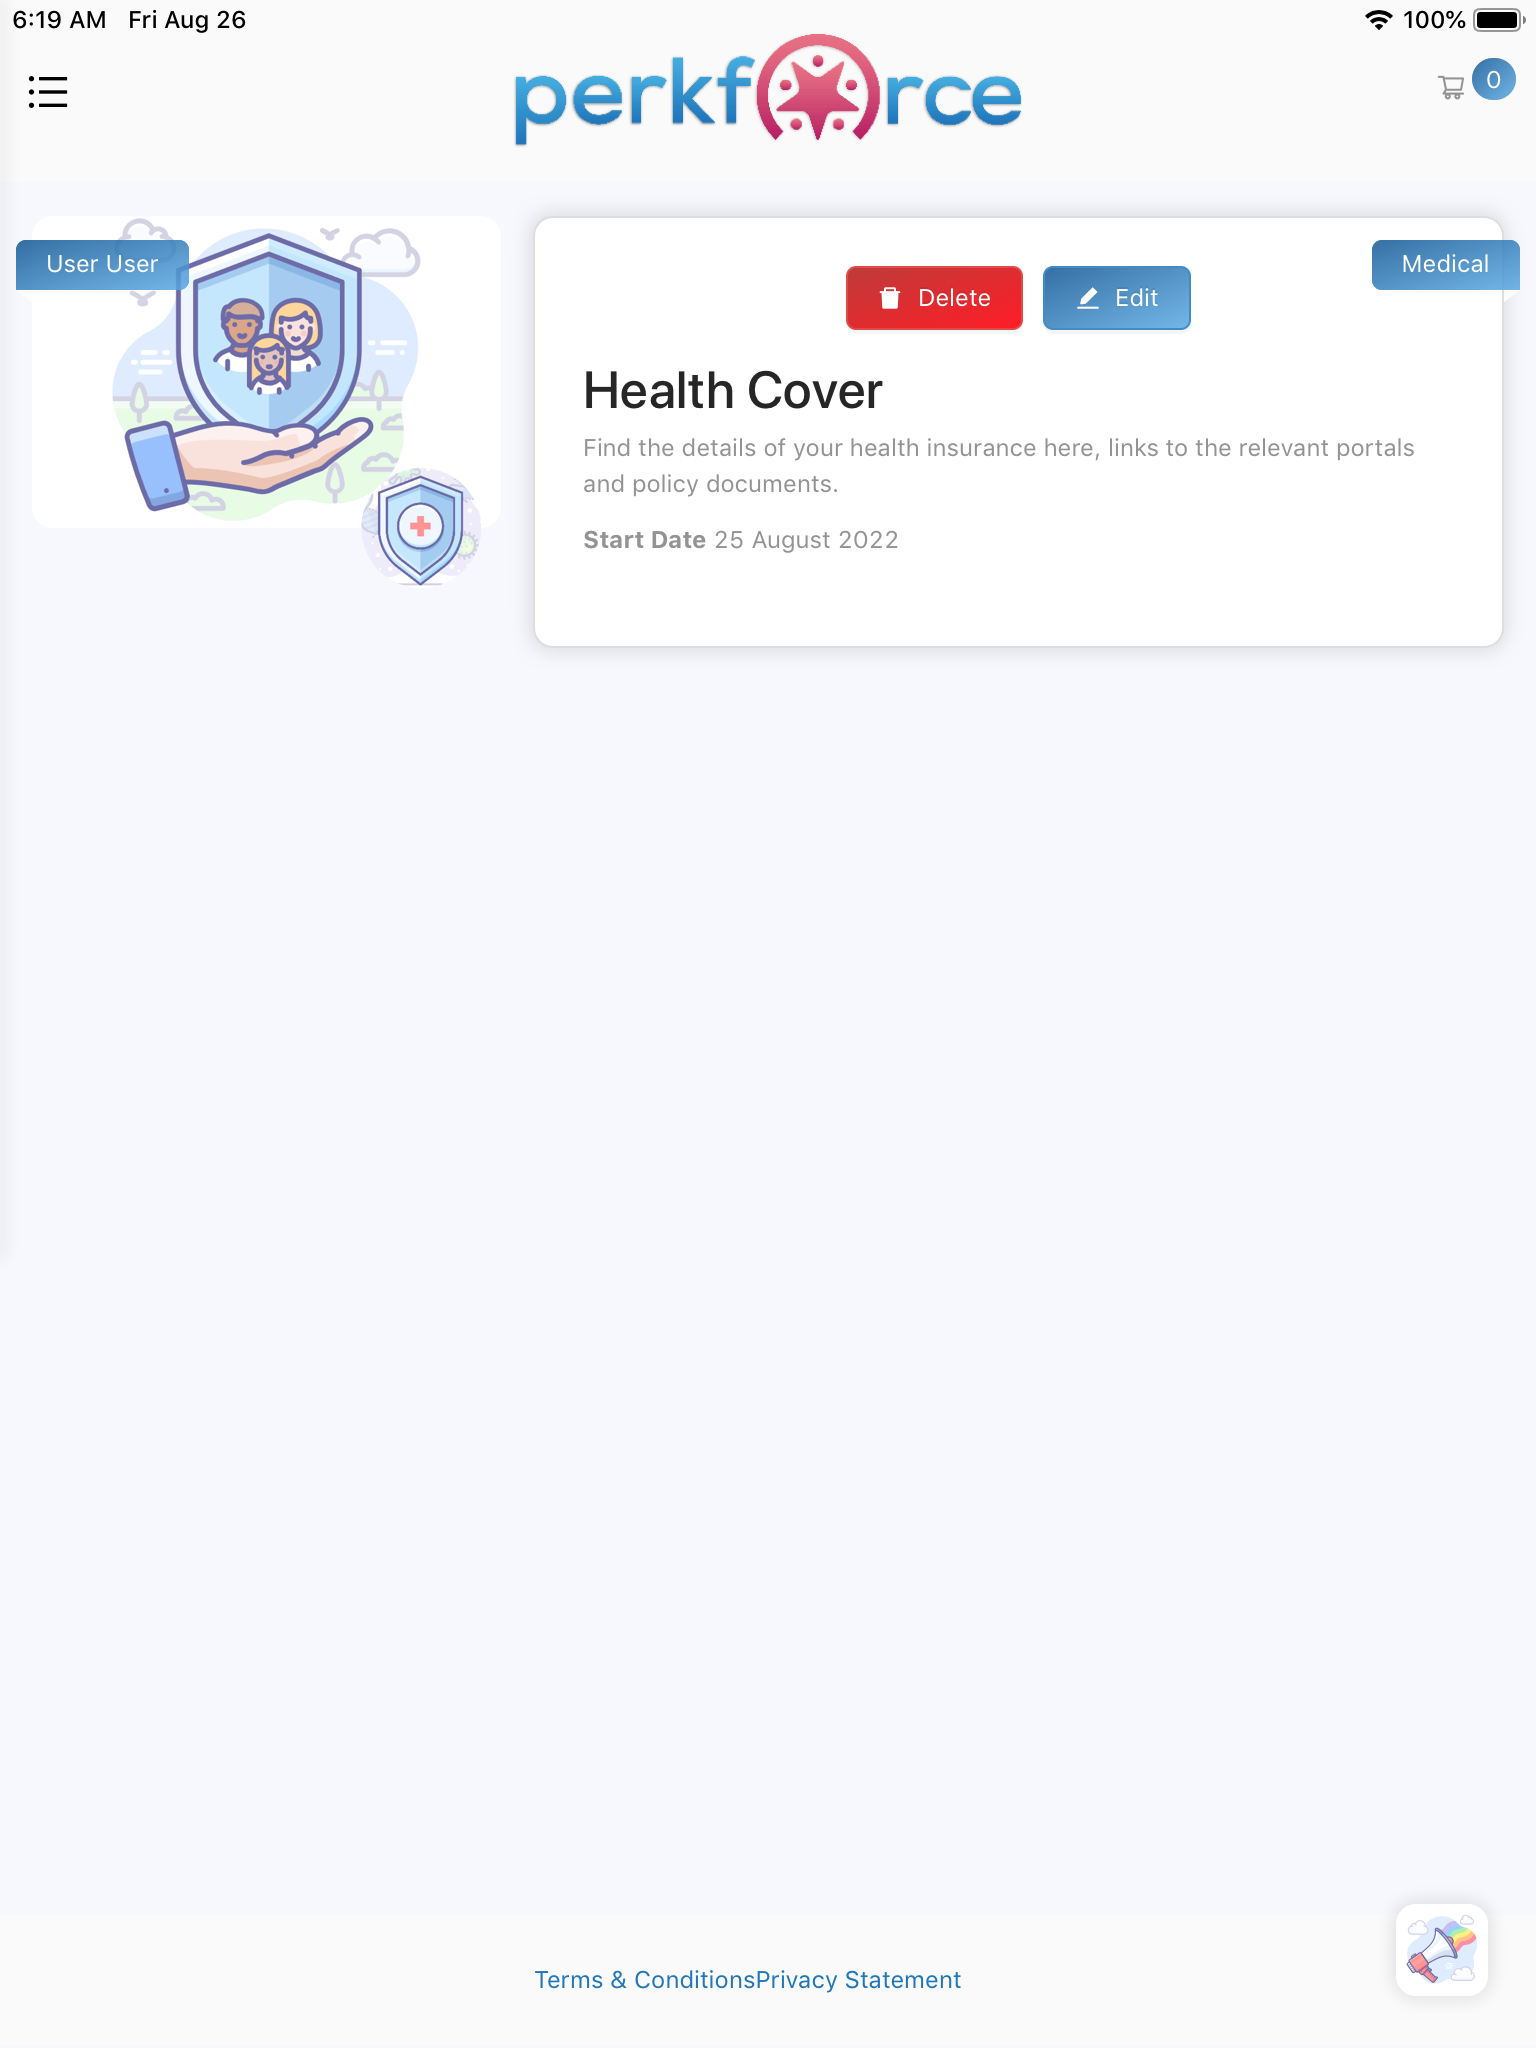 6:19 AM Fri Aug 26
100%
perkforce
0
User User
Medical
Delete
Edit
Health Cover
Find the details of your health insurance here, links to the relevant portals
and policy documents.
Start Date 25 August 2022
Terms & ConditionsPrivacy Statement